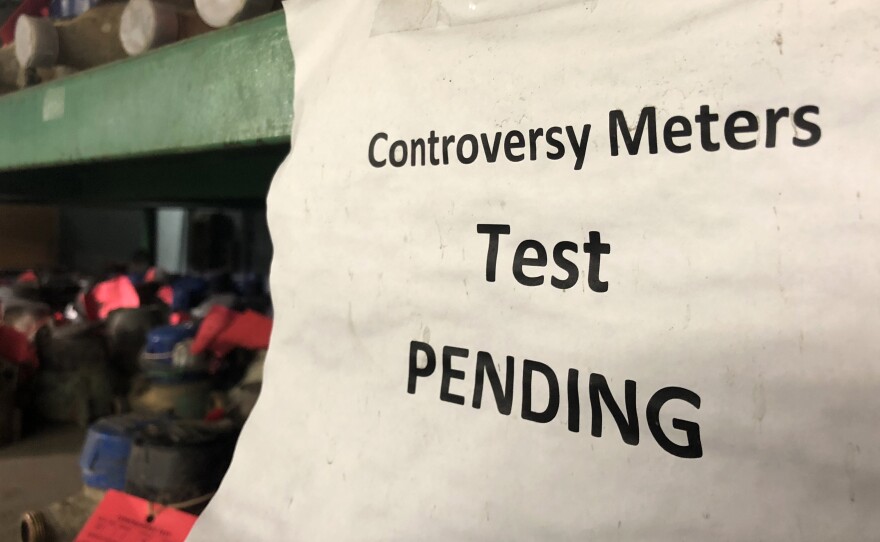 Controversy Meters
Test
PENDING